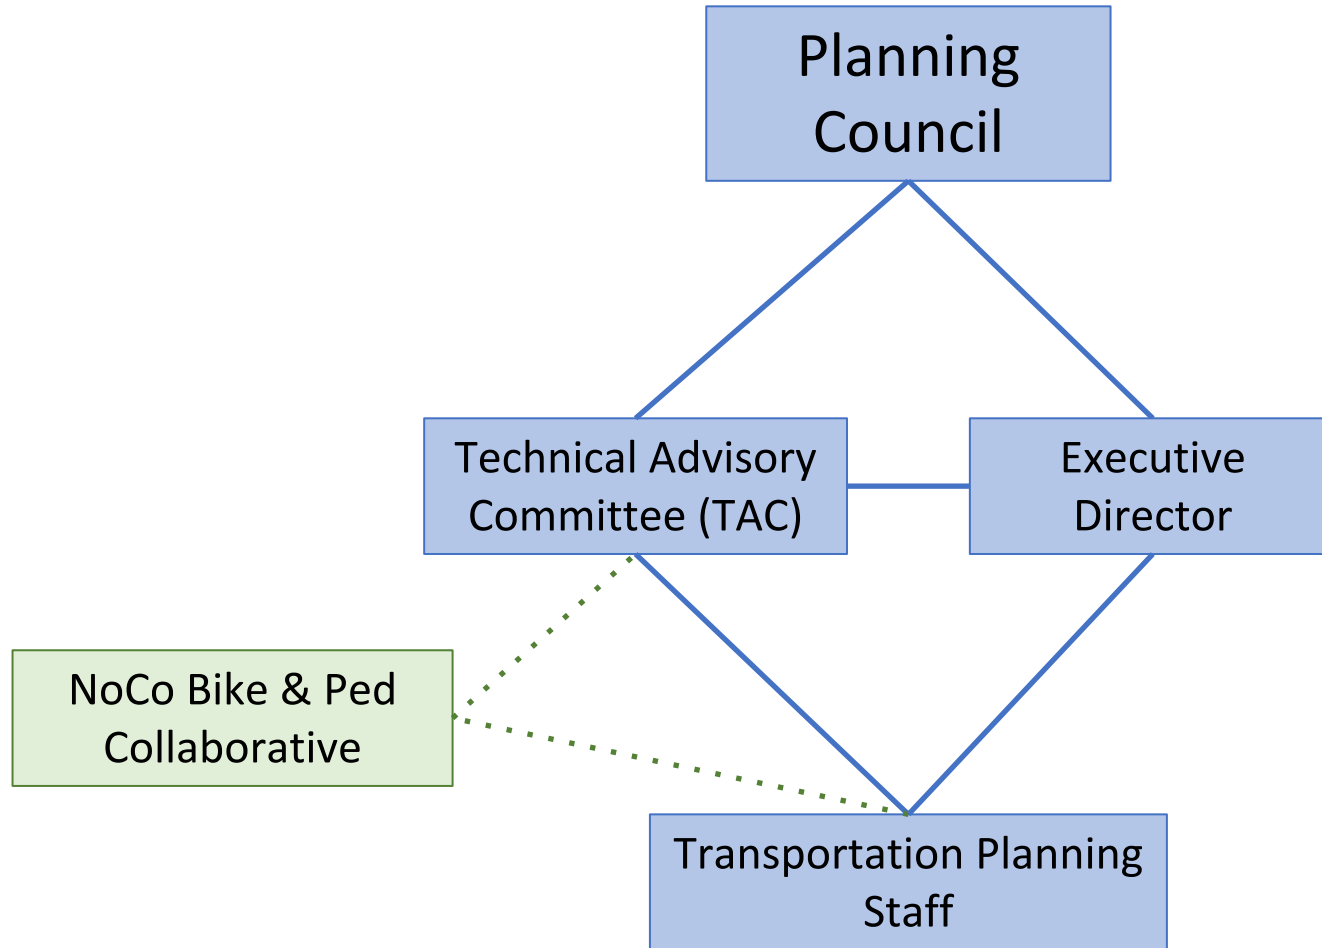 Planning
Council
Technical Advisory
Committee (TAC)
Executive
Director
NoCo Bike & Ped
Collaborative
Transportation Planning
Staff